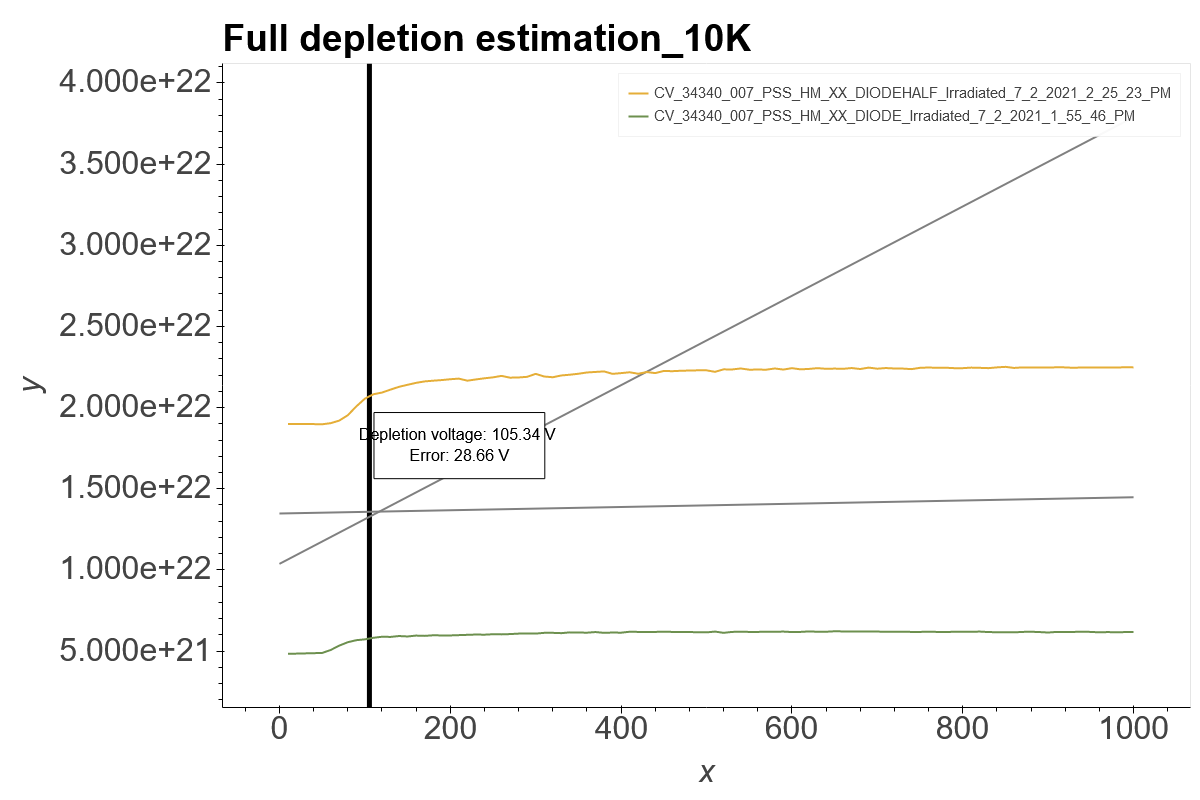 Full depletion estimation_10K
CV_34340_007_PSS_HM_XX_DIODEHALF_Irradiated_7_2_2021_2_25_23_PM
CV_34340_007_PSS_HM_XX_DIODE_Irradiated_7_2_2021_1_55_46_PM
4.000e+22
3.500e+22
3.000e+22
2.500e+22
2.000e+22
1.500e+22
1.000e+22
5.000e+21
y
Depletion voltage: 105.34 V
Error: 28.66 V
0 200 400 600 800 1000
x